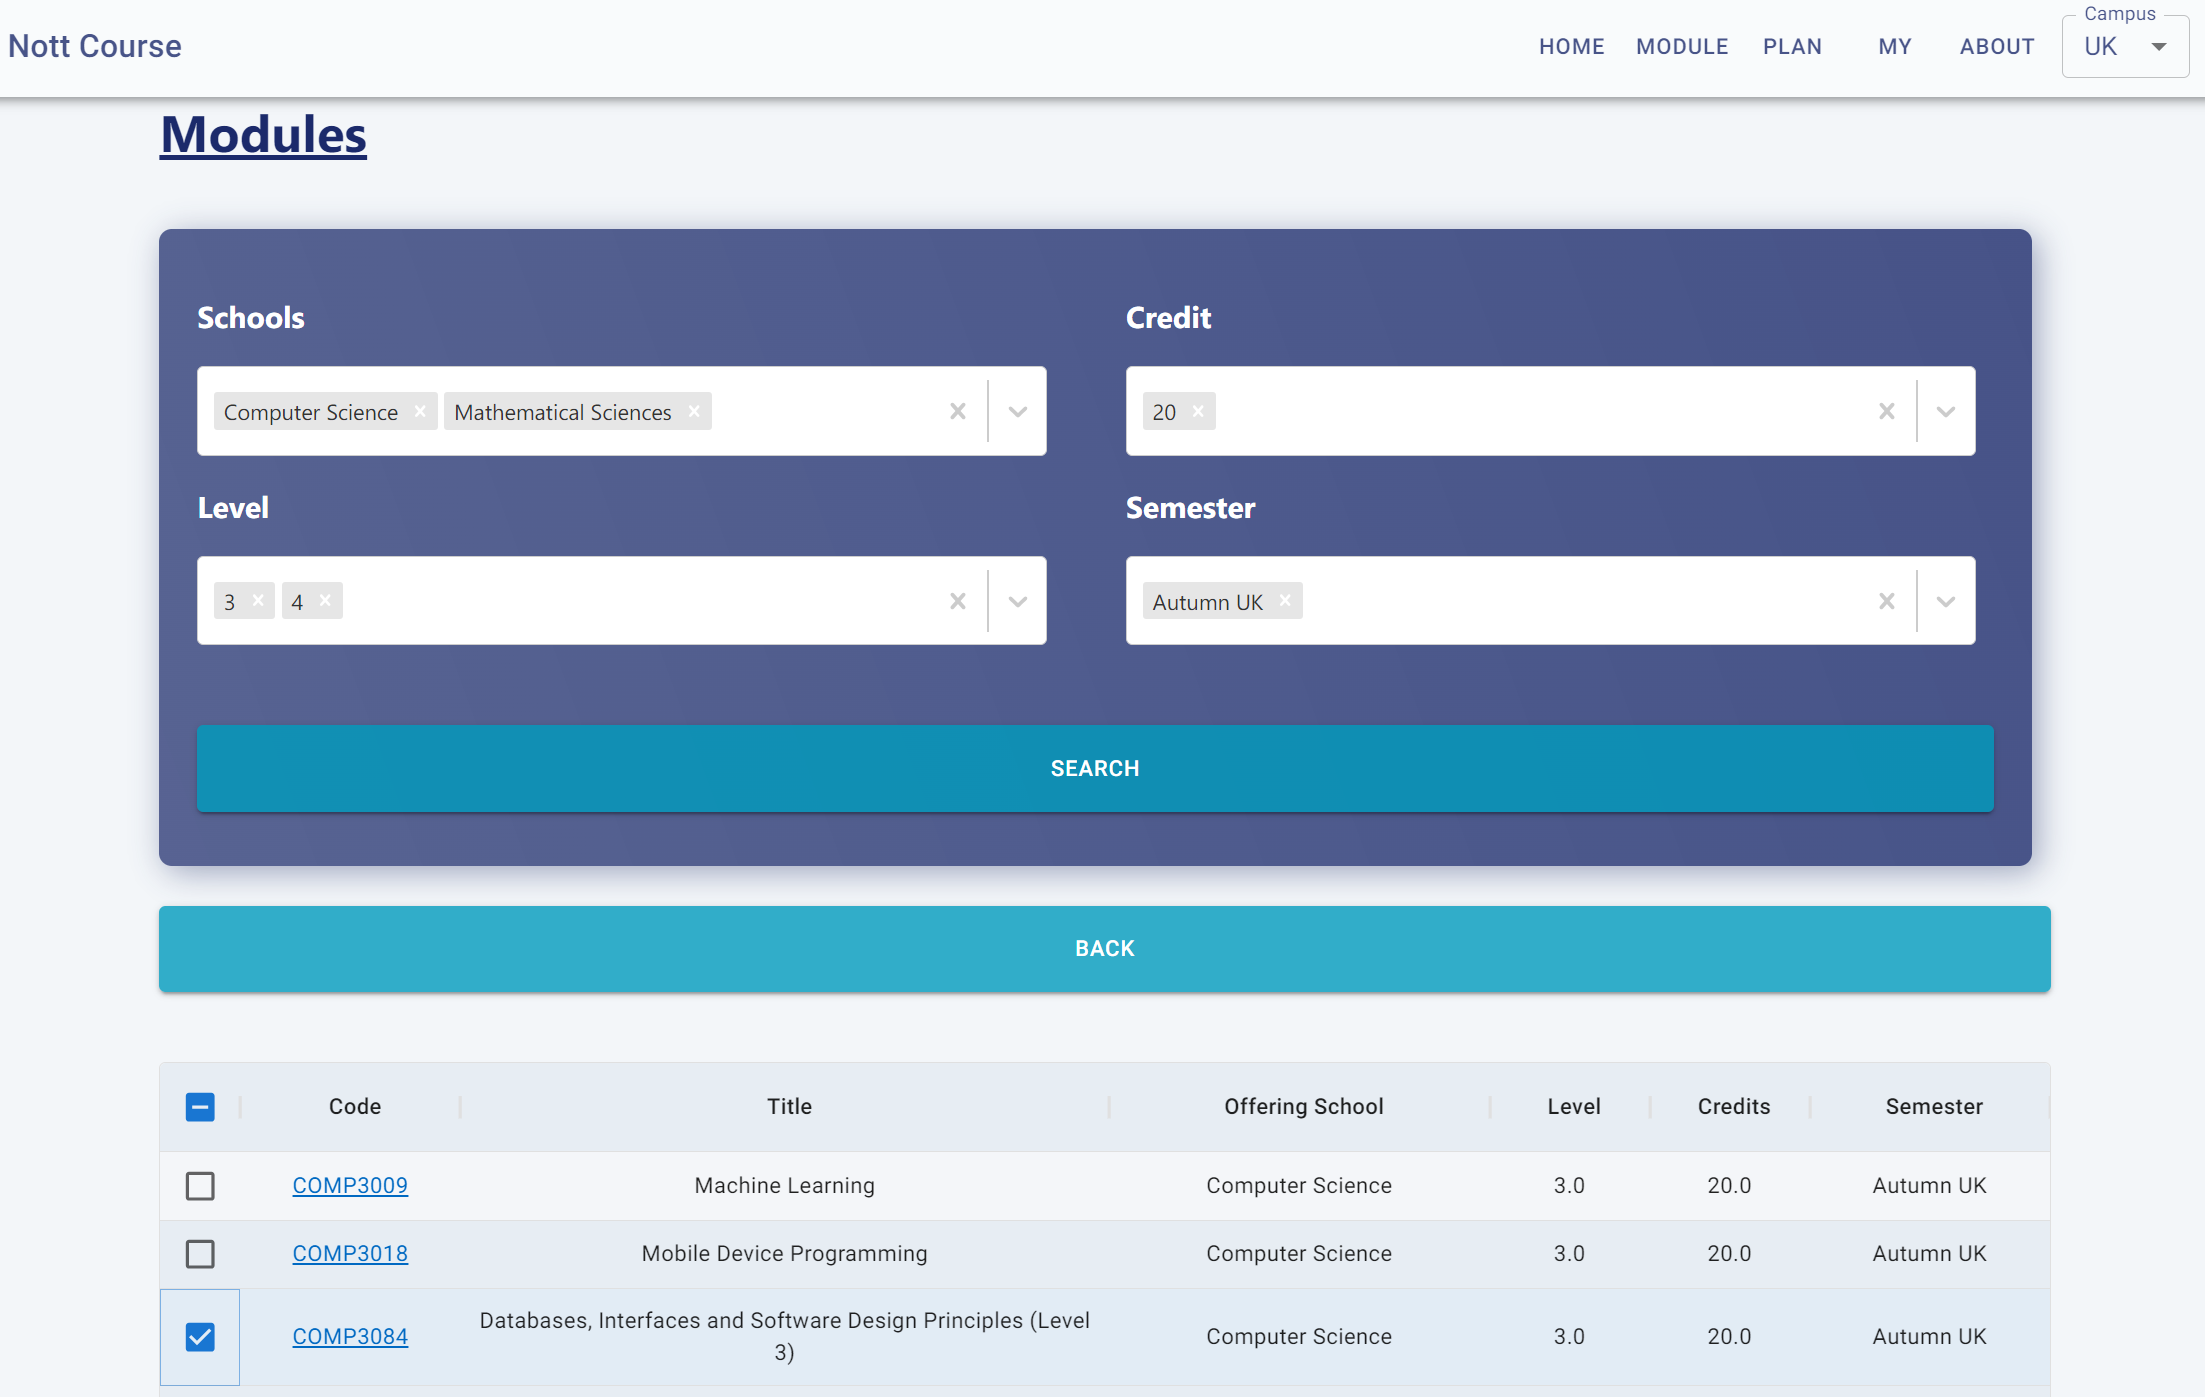 Nott Course
HOME MODULE PLAN MY ABOUT
Campus
UK
Modules
Schools
Credit
Computer Science Mathematical Sciences
20
Level
Semester
3 4
Autumn UK
SEARCH
BACK
Code Title Offering School Level Credits Semester
COMP3009 Machine Learning Computer Science 3.0 20.0 Autumn UK
COMP3018 Mobile Device Programming Computer Science 3.0 20.0 Autumn UK
COMP3084 Databases, Interfaces and Software Design Principles (Level
3) Computer Science 3.0 20.0 Autumn UK